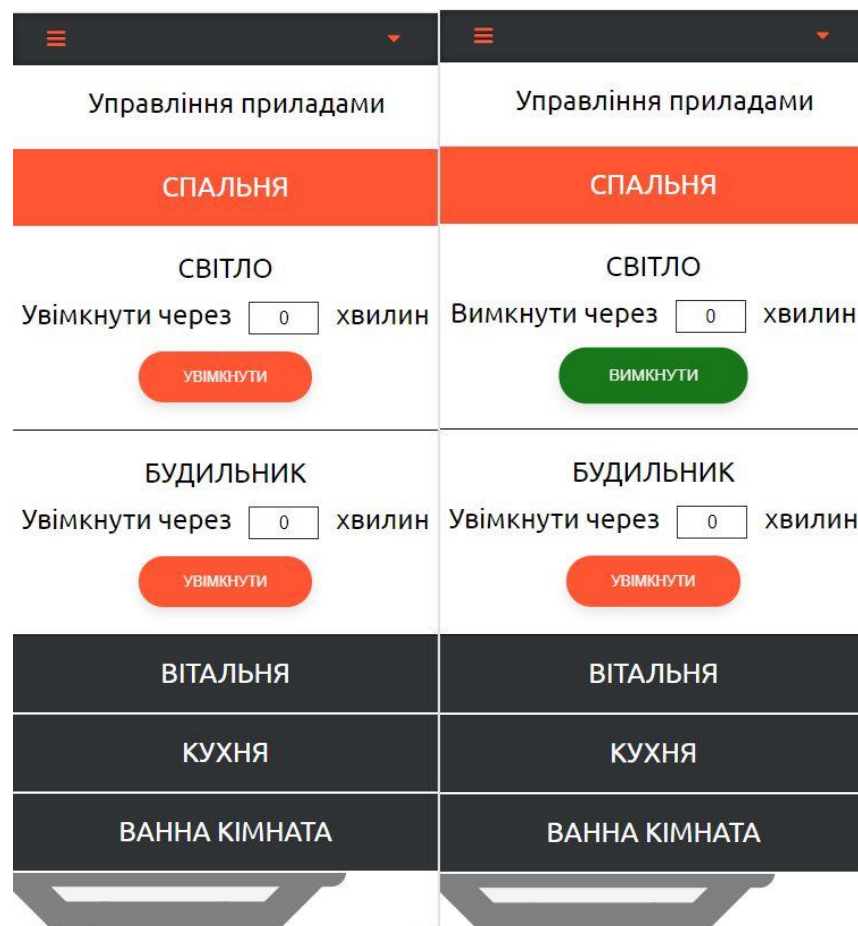 Управління приладами
СПАЛЬНЯ
СВІТЛО
Увімкнути через 0 хвилин
УВІМКНУТИ
БУДИЛЬНИК
Увімкнути через 0 хвилин
УВІМКНУТИ
ВІТАЛЬНЯ
КУХНЯ
ВАННА КІМНАТА
Управління приладами
СПАЛЬНЯ
СВІТЛО
Вимкнути через 0 хвилин
ВИМКНУТИ
БУДИЛЬНИК
Увімкнути через 0 хвилин
УВІМКНУТИ
ВІТАЛЬНЯ
КУХНЯ
ВАННА КІМНАТА